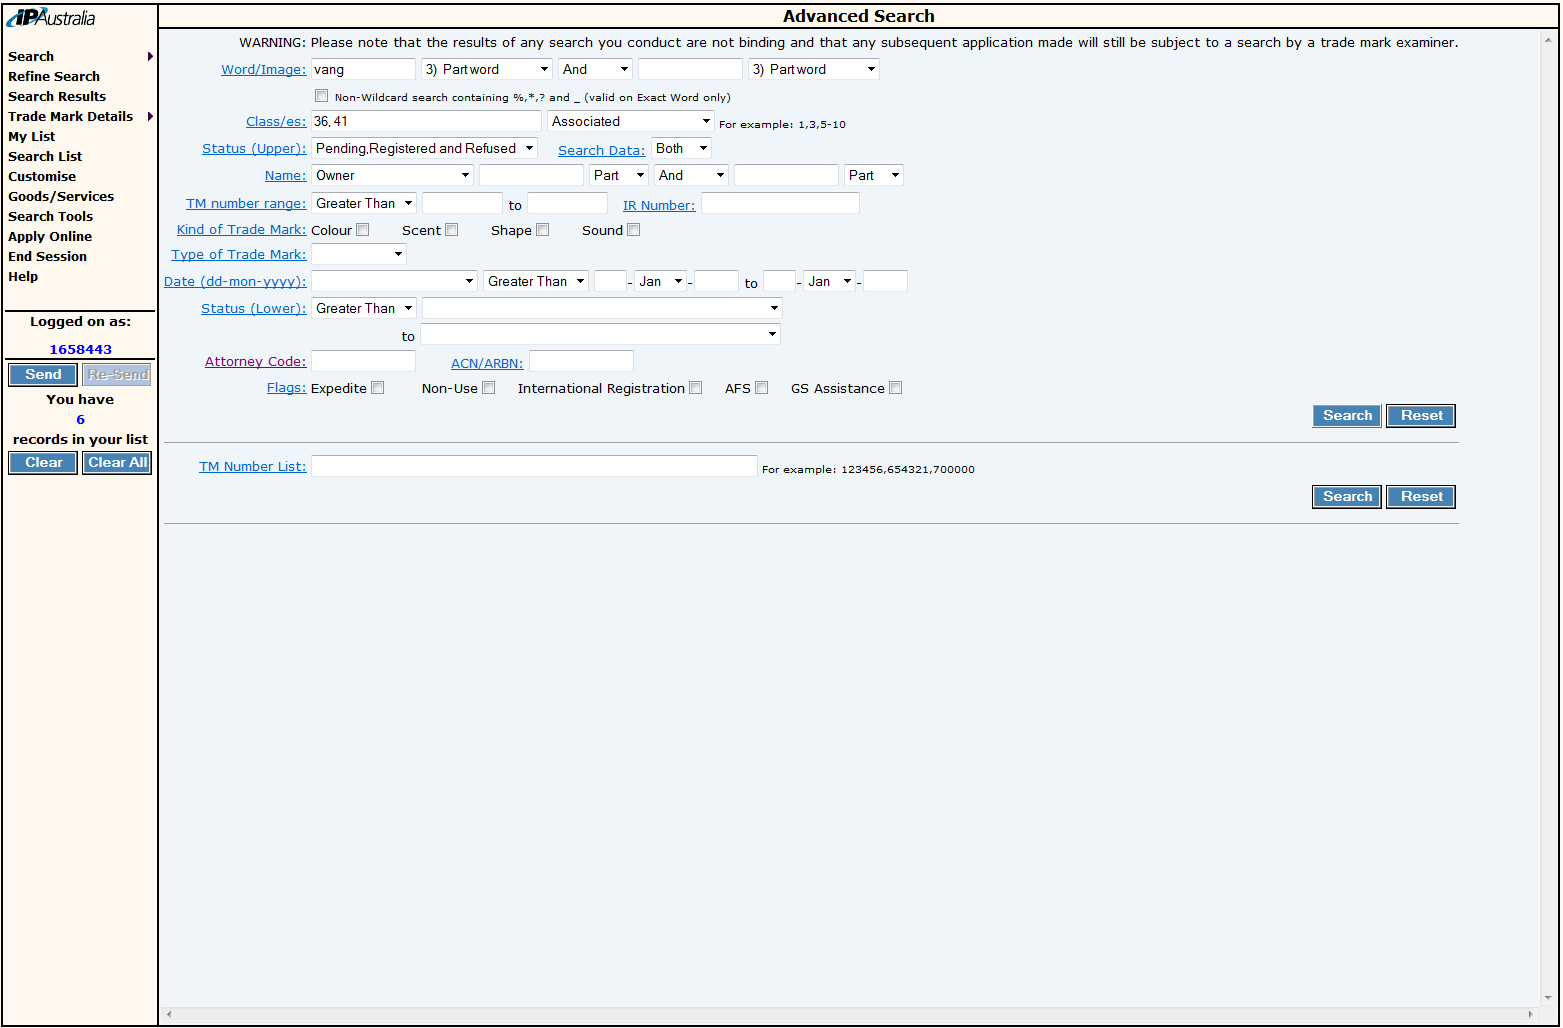 IPAustralia
Advanced Search
Search
Refine Search
Search Results
Trade Mark Details
My List
Search List
Customise
Goods/Services
Search Tools
Apply Online
End Session
Help
Logged on as:
1658443
Send Re-Send
You have
6
records in your list
Clear Clear All
WARNING: Please note that the results of any search you conduct are not binding and that any subsequent application made will still be subject to a search by a trade mark examiner.
Word/Image: vang 3) Part word And 3) Part word
Non-Wildcard search containing %,*,? and _ (valid on Exact Word only)
Class/es: 36, 41 Associated For example: 1,3,5-10
Status (Upper): Pending,Registered and Refused Search Data: Both
Name: Owner Part And Part
TM number range: Greater Than to IR Number:
Kind of Trade Mark: Colour Scent Shape Sound
Type of Trade Mark:
Date (dd-mon-yyyy): Greater Than - Jan - to - Jan -
Status (Lower): Greater Than
to
Attorney Code: ACN/ARBN:
Flags: Expedite Non-Use International Registration AFS GS Assistance
Search Reset
TM Number List: For example: 123456,654321,700000
Search Reset